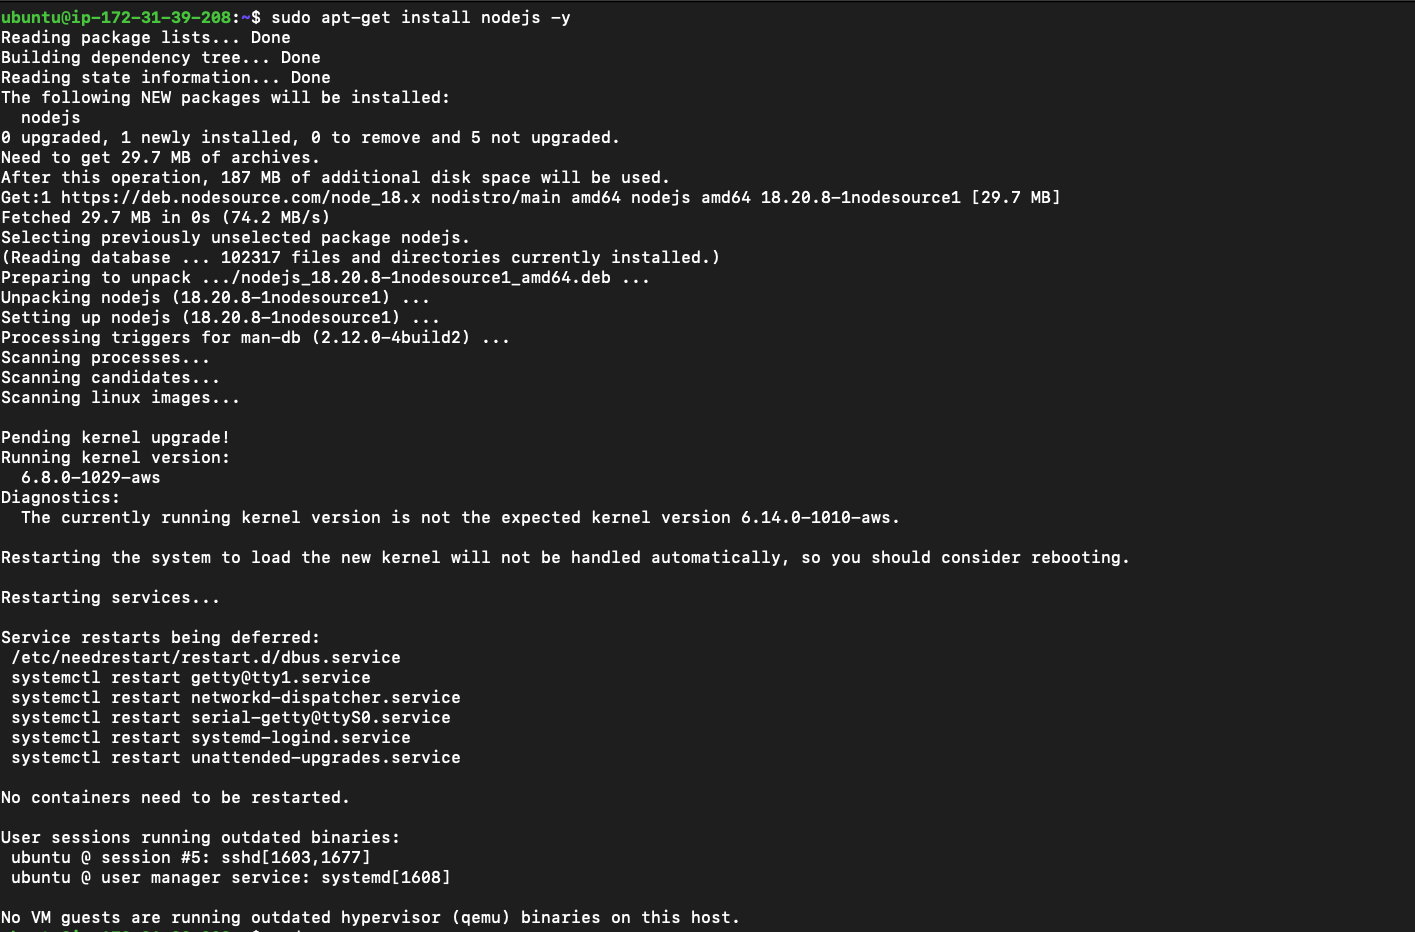 ubuntu@ip-172-31-39-208:~$ sudo apt-get install nodejs -y
Reading package lists... Done
Building dependency tree... Done
Reading state information... Done
The following NEW packages will be installed:
  nodejs
0 upgraded, 1 newly installed, 0 to remove and 5 not upgraded.
Need to get 29.7 MB of archives.
After this operation, 187 MB of additional disk space will be used.
Get:1 https://deb.nodesource.com/node_18.x nodistro/main amd64 nodejs amd64 18.20.8-1nodesource1 [29.7 MB]
Fetched 29.7 MB in 0s (74.2 MB/s)
Selecting previously unselected package nodejs.
(Reading database ... 102317 files and directories currently installed.)
Preparing to unpack .../nodejs_18.20.8-1nodesource1_amd64.deb ...
Unpacking nodejs (18.20.8-1nodesource1) ...
Setting up nodejs (18.20.8-1nodesource1) ...
Processing triggers for man-db (2.12.0-4build2) ...
Scanning processes...
Scanning candidates...
Scanning linux images...

Pending kernel upgrade!
Running kernel version:
  6.8.0-1029-aws
Diagnostics:
  The currently running kernel version is not the expected kernel version 6.14.0-1010-aws.

Restarting the system to load the new kernel will not be handled automatically, so you should consider rebooting.

Restarting services...

Service restarts being deferred:
 /etc/needrestart/restart.d/dbus.service
 systemctl restart getty@tty1.service
 systemctl restart networkd-dispatcher.service
 systemctl restart serial-getty@ttyS0.service
 systemctl restart systemd-logind.service
 systemctl restart unattended-upgrades.service

No containers need to be restarted.

User sessions running outdated binaries:
 ubuntu @ session #5: sshd[1603,1677]
 ubuntu @ user manager service: systemd[1608]

No VM guests are running outdated hypervisor (qemu) binaries on this host.